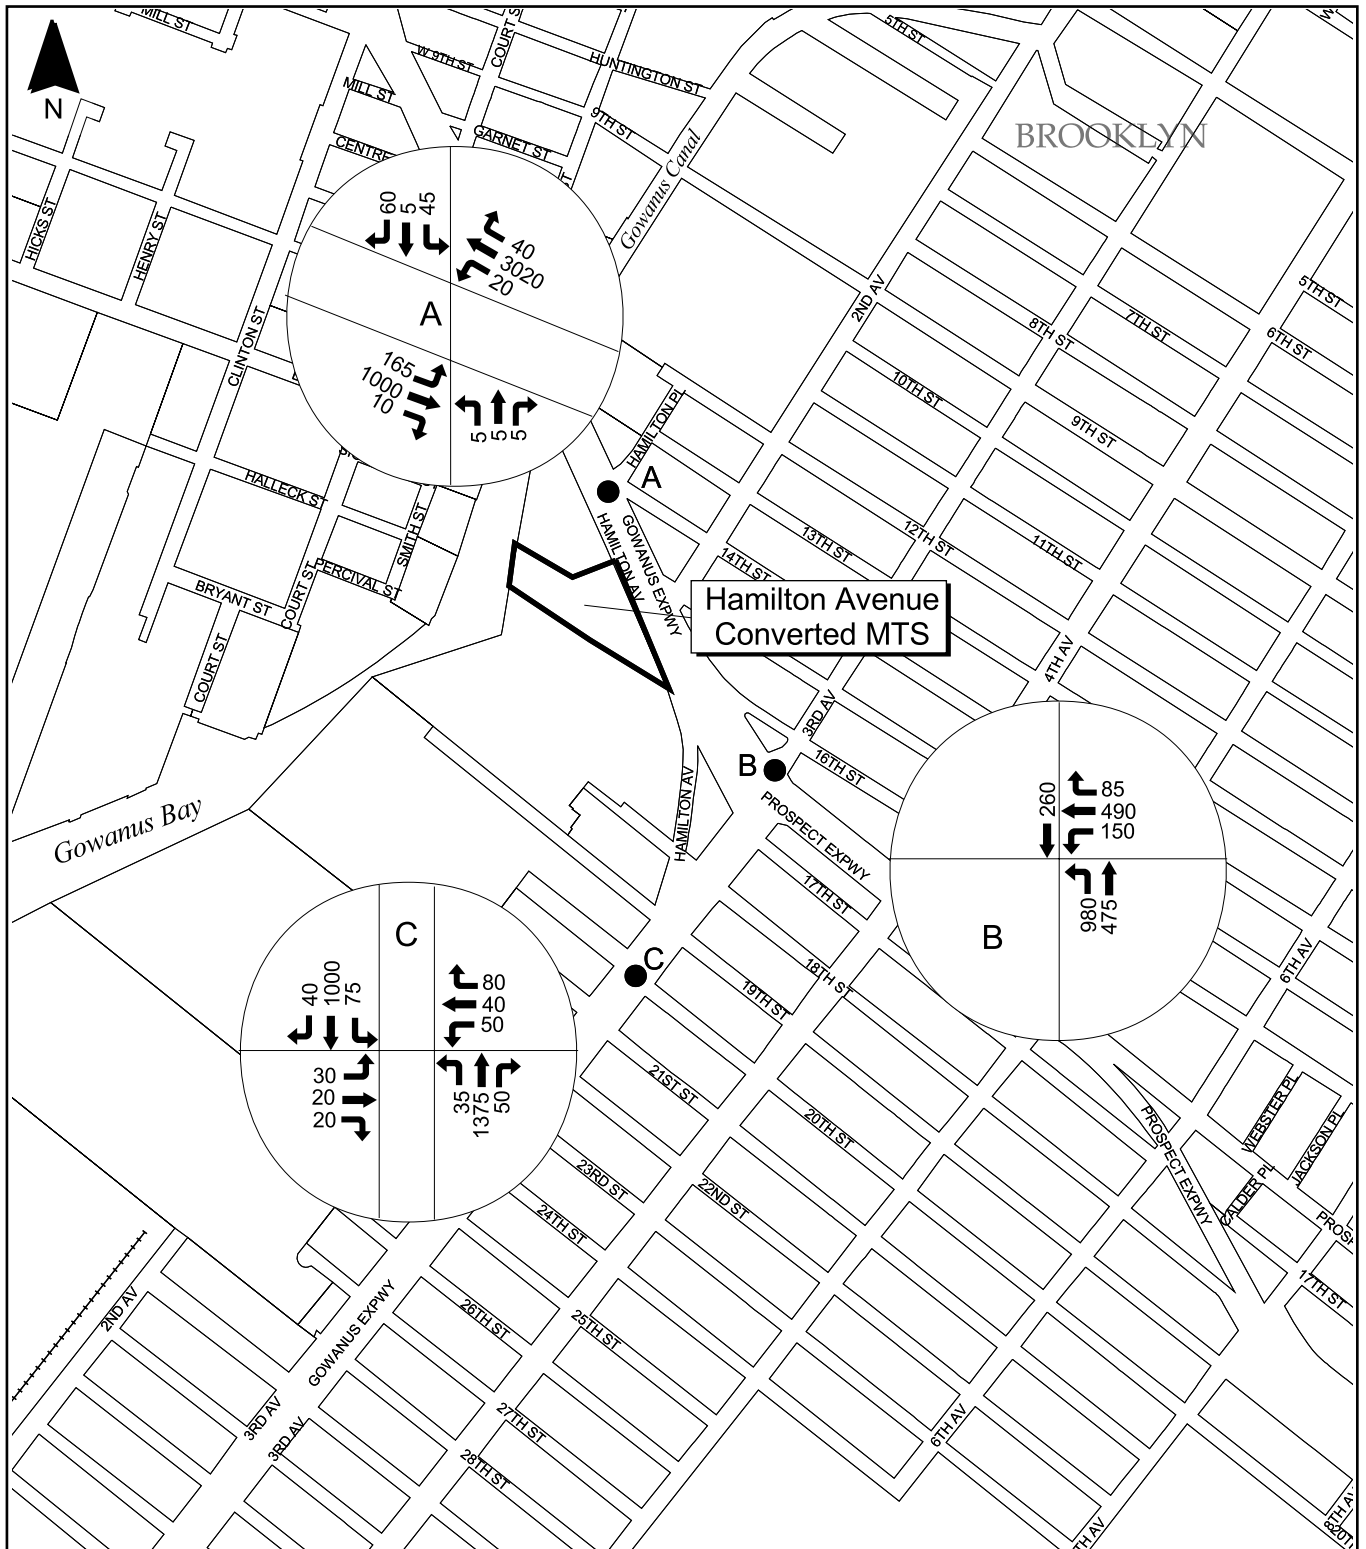 MILL ST
COURT S
5TH ST
W 9TH ST
HUNTINGTON ST
N
MILL ST
9TH ST
GARNET ST
BROOKLYN
CENTRE
Gowanus Canal
HICKS ST
HENRY ST
60
5
45
40
3020
20
A
2ND AV
5TH ST
7TH ST
6TH ST
8TH ST
CLINTON ST
165
1000
10
5
5
5
10TH ST
HAMILTON PL
9TH ST
HALLECK ST
A
SMITH ST
HAMILTON AV
GOWANUS EXPWY
13TH ST
12TH ST
11TH ST
14TH ST
PERCIVAL ST
BRYANT ST
COURT ST
Hamilton Avenue
Converted MTS
COURT ST
4TH AV
3RD AV
B
16TH ST
HAMILTON AV
PROSPECT EXPWY
Gowanus Bay
260
85
490
150
980
475
B
17TH ST
C
C
18TH ST
6TH AV
19TH ST
40
1000
75
80
40
50
30
20
20
35
1375
50
21ST ST
20TH ST
WEBSTER PL
JACKSON PL
PROSPECT EXPWY
CALDER PL
23RD ST
22ND ST
24TH ST
PROSP
17TH ST
2ND AV
GOWANUS EXPWY
26TH ST
25TH ST
3RD AV
3RD AV
27TH ST
6TH AV
28TH ST
8TH AV
20T
TH AV